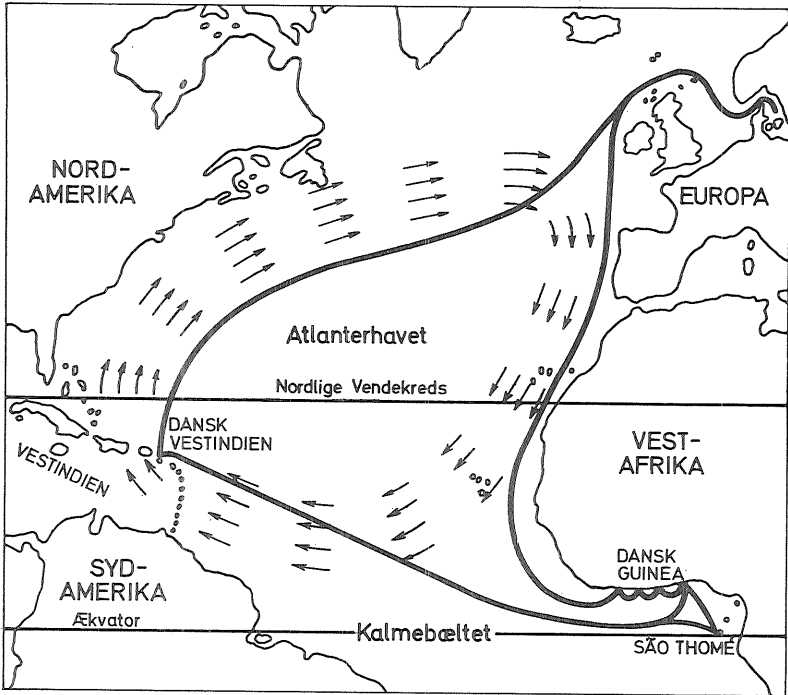 NORD-
AMERIKA
EUROPA
Atlanterhavet
Nordlige Vendekreds
DANSK
VESTINDIEN
VESTINDIEN
VEST-
AFRIKA
SYD-
AMERIKA
Ækvator
DANSK
GUINEA
Kalmebæltet
SÃO THOMÉ